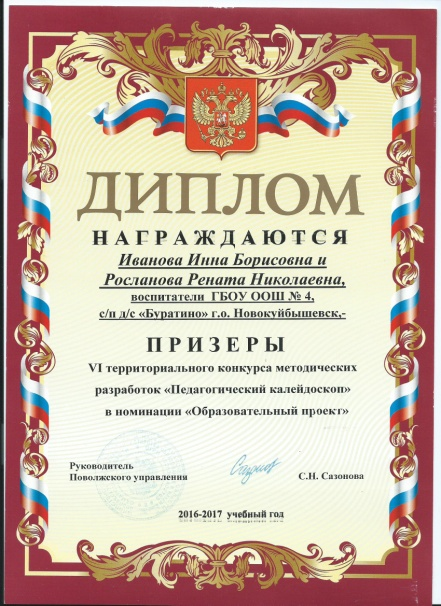 ДИПЛОМ
НАГРАЖДАЮТСЯ
Иванова Инна Борисовна и
Росланова Рената Николаевна,
воспитатели ГБОУ ООШ № 4,
с/п д/с «Буратино» г.о. Новокуйбышевск,-
ПРИЗЕРЫ
VI территориального конкурса методических
разработок «Педагогический калейдоскоп»
в номинации «Образовательный проект»
Руководитель
Поволжского управления
С.Н. Сазонова
2016-2017 учебный год